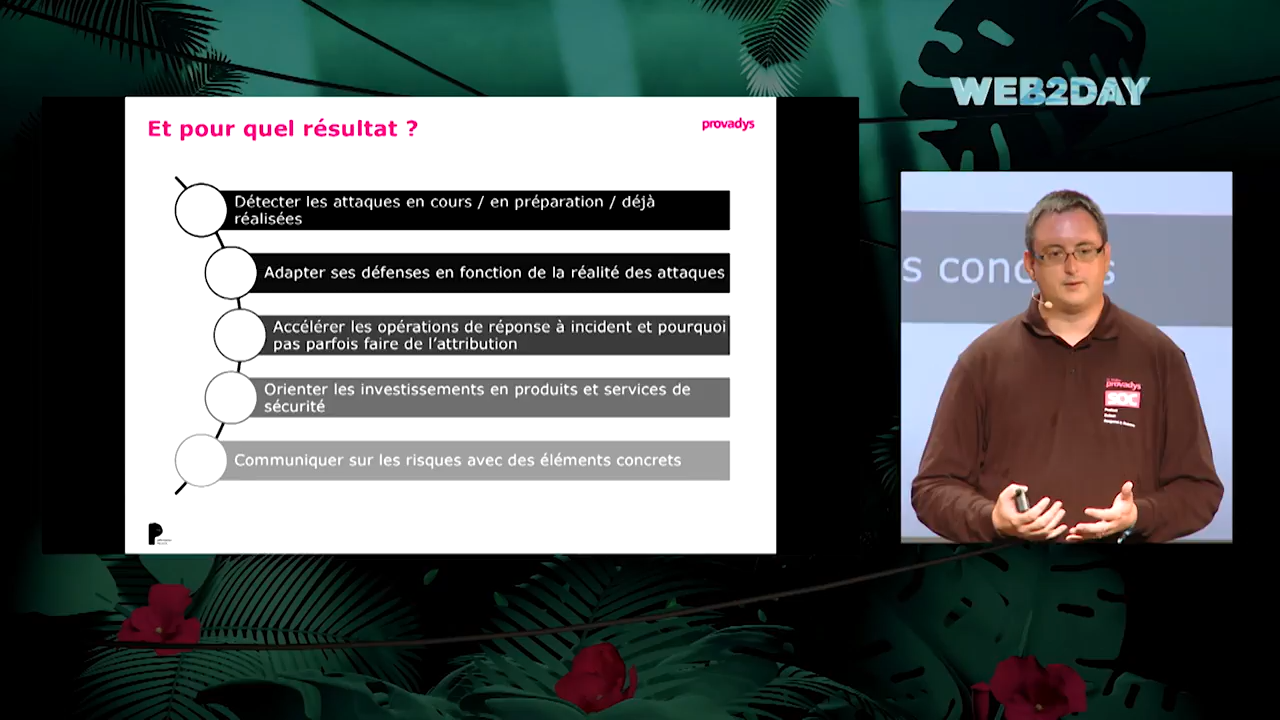 WEB2DAY
Et pour quel résultat ?
provadys
Détecter les attaques en cours / en préparation / déjà
réalisées
Adapter ses défenses en fonction de la réalité des attaques
Accélérer les opérations de réponse à incident et pourquoi
pas parfois faire de l’attribution
Orienter les investissements en produits et services de
sécurité
Communiquer sur les risques avec des éléments concrets
s conc s
provadys
SOC